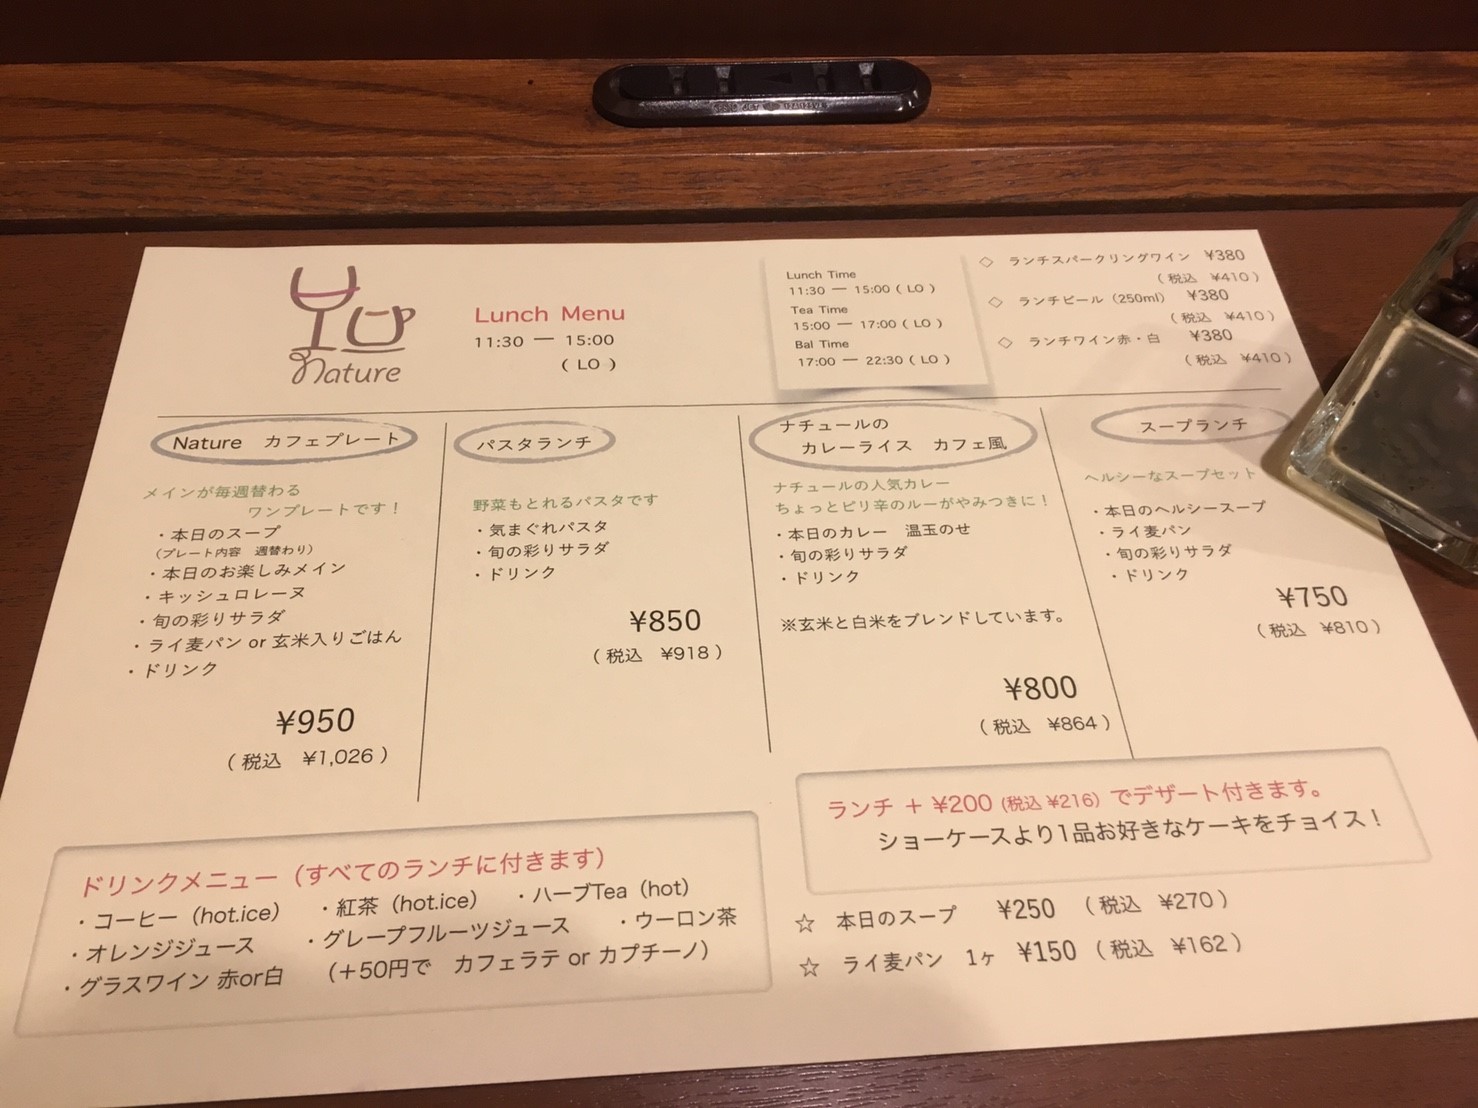 nature
Lunch Menu
11:30 ー 15:00
( LO )
Lunch Time
11:30 ー 15:00 ( LO )
Tea Time
15:00 ー 17:00 ( LO )
Bal Time
17:00 ー 22:30 ( LO )
◇ ランチスパークリングワイン ¥380
( 税込 ¥410 )
◇ ランチビール（250ml） ¥380
( 税込 ¥410 )
◇ ランチワイン赤・白 ¥380
( 税込 ¥410 )
Nature カフェプレート
メインが毎週替わる
ワンプレートです！
・本日のスープ
（プレート内容 週替わり）
・本日のお楽しみメイン
・キッシュロレーヌ
・旬の彩りサラダ
・ライ麦パン or 玄米入りごはん
・ドリンク
¥950
( 税込 ¥1,026 )
パスタランチ
野菜もとれるパスタです
・気まぐれパスタ
・旬の彩りサラダ
・ドリンク
¥850
( 税込 ¥918 )
ナチュールの
カレーライス カフェ風
ナチュールの人気カレー
ちょっとピリ辛のルーがやみつきに！
・本日のカレー 温玉のせ
・旬の彩りサラダ
・ドリンク
※玄米と白米をブレンドしています。
¥800
( 税込 ¥864 )
スープランチ
ヘルシーなスープセット
・本日のヘルシースープ
・ライ麦パン
・旬の彩りサラダ
・ドリンク
¥750
( 税込 ¥810 )
ドリンクメニュー（すべてのランチに付きます）
・コーヒー（hot.ice） ・紅茶（hot.ice） ・ハーブTea（hot）
・オレンジジュース ・グレープフルーツジュース ・ウーロン茶
・グラスワイン 赤or白 （＋50円で カフェラテ or カプチーノ）
ランチ ＋ ¥200（税込 ¥216）でデザート付きます。
ショーケースより1品お好きなケーキをチョイス！
☆ 本日のスープ ¥250 ( 税込 ¥270 )
☆ ライ麦パン 1ヶ ¥150 ( 税込 ¥162 )